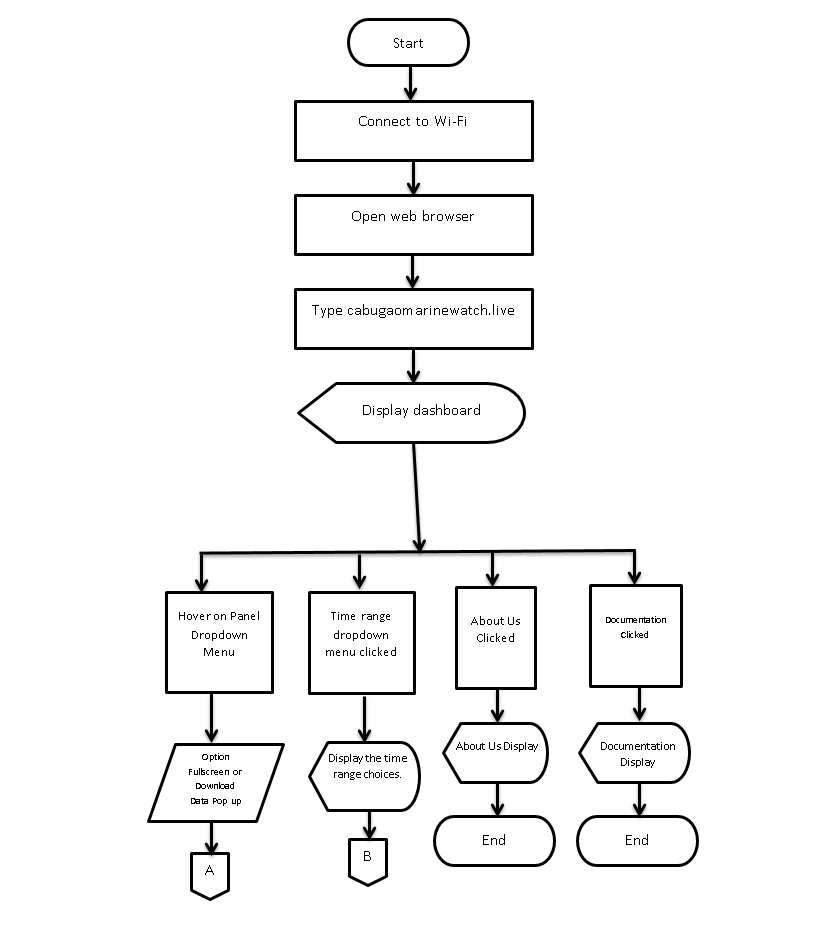 Start
Connect to Wi-Fi
Open web browser
Type cabugaomarinewatch.live
Display dashboard
Hover on Panel
Dropdown
Menu
Time range
dropdown
menu clicked
About Us
Clicked
Documentation
Clicked
Option
Fullscreen or
Download
Data Pop up
Display the time
range choices.
About Us Display
Documentation
Display
A
B
End
End